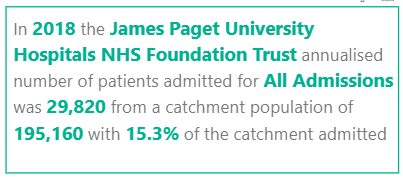 In 2018 the James Paget University
Hospitals NHS Foundation Trust annualised
number of patients admitted for All Admissions
was 29,820 from a catchment population of
195,160 with 15.3% of the catchment admitted